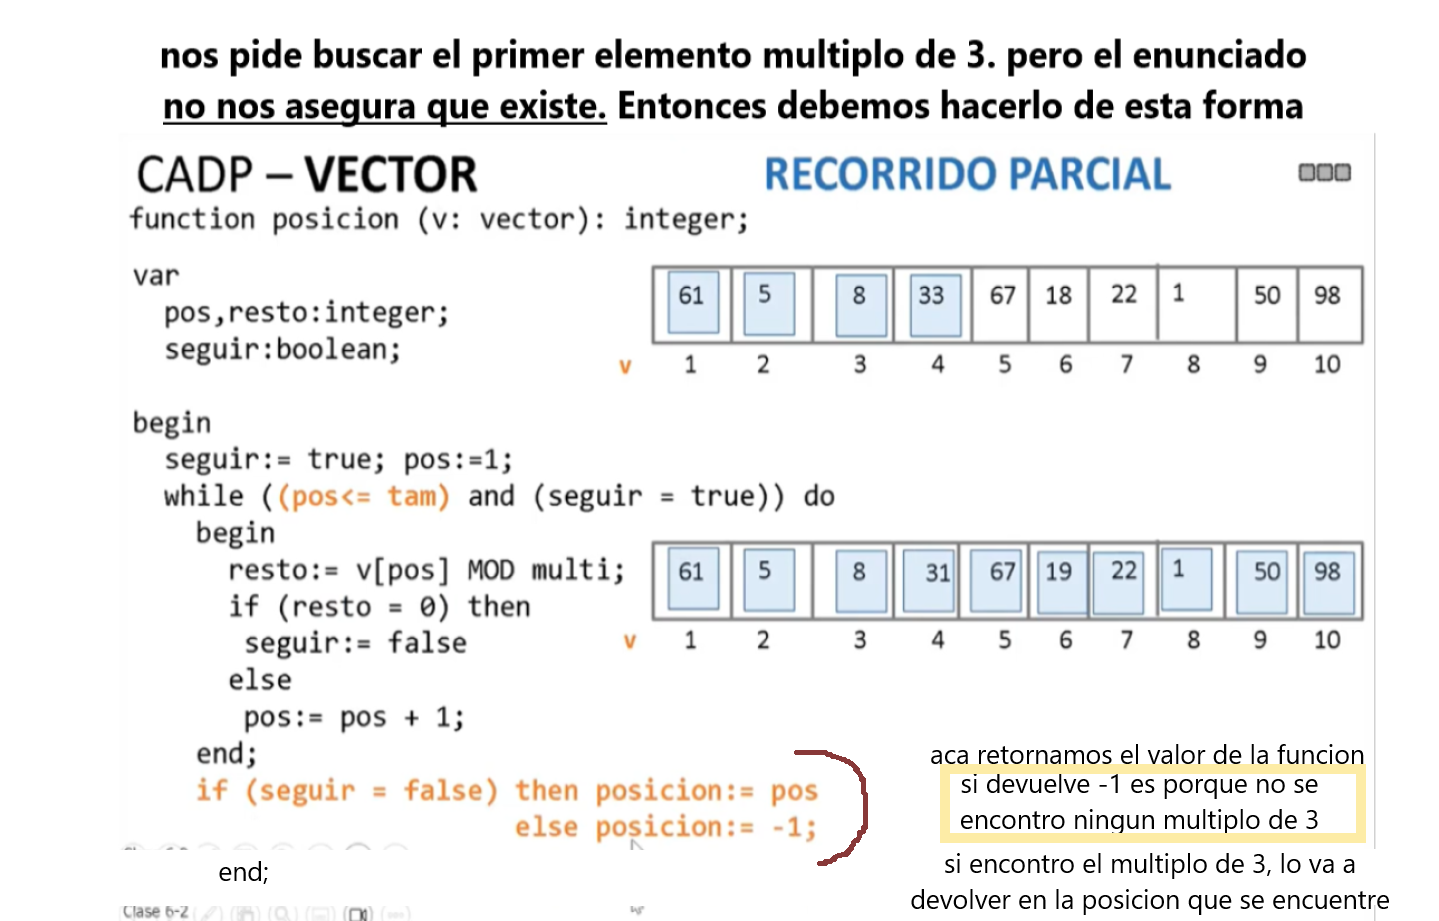 nos pide buscar el primer elemento multiplo de 3. pero el enunciado
no nos asegura que existe. Entonces debemos hacerlo de esta forma
CADP – VECTOR
RECORRIDO PARCIAL
function posicion (v: vector): integer;
var
pos,resto:integer;
seguir:boolean;
61 5 8 33 67 18 22 1 50 98
v 1 2 3 4 5 6 7 8 9 10
begin
seguir:= true; pos:=1;
while ((pos<= tam) and (seguir = true)) do
begin
resto:= v[pos] MOD multi;
if (resto = 0) then
seguir:= false
else
pos:= pos + 1;
end;
61 5 8 31 67 19 22 1 50 98
v 1 2 3 4 5 6 7 8 9 10
if (seguir = false) then posicion:= pos
else posicion:= -1;
end;
aca retornamos el valor de la funcion
si devuelve -1 es porque no se
encontro ningun multiplo de 3
si encontro el multiplo de 3, lo va a
devolver en la posicion que se encuentre
Clase 6-2